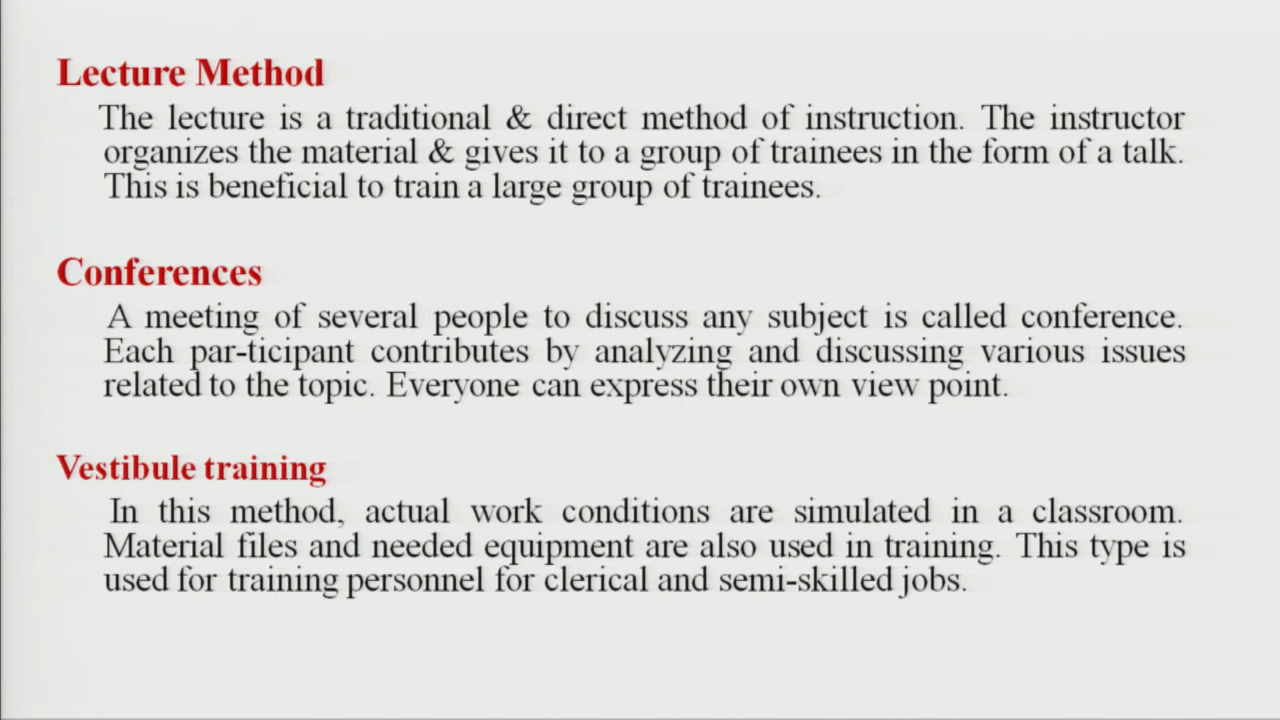 Lecture Method
The lecture is a traditional & direct method of instruction. The instructor
organizes the material & gives it to a group of trainees in the form of a talk.
This is beneficial to train a large group of trainees.
Conferences
A meeting of several people to discuss any subject is called conference.
Each par-ticipant contributes by analyzing and discussing various issues
related to the topic. Everyone can express their own view point.
Vestibule training
In this method, actual work conditions are simulated in a classroom.
Material files and needed equipment are also used in training. This type is
used for training personnel for clerical and semi-skilled jobs.